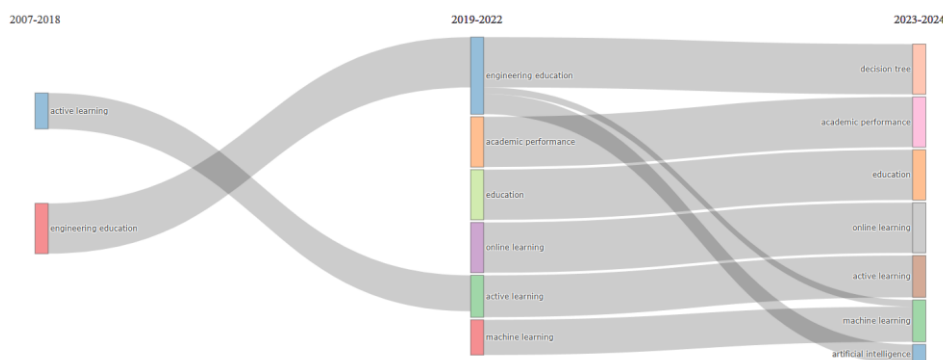 2007-2018
2019-2022
2023-2024
active learning
engineering education
engineering education
academic performance
education
online learning
active learning
machine learning
decision tree
academic performance
education
online learning
active learning
machine learning
artificial intelligence